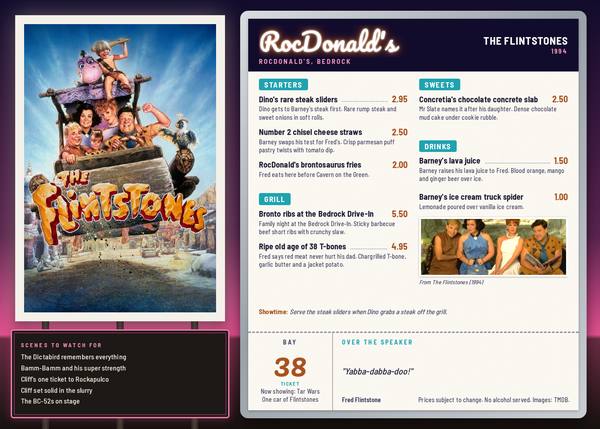 THE
FLINTSTONES
SCENES TO WATCH FOR
The Dictabird remembers everything
Bamm-Bamm and his super strength
Cliff's one ticket to Rockapulco
Cliff set solid in the slurry
The BC-52s on stage
RocDonald's
ROCDONALD'S, BEDROCK
THE FLINTSTONES
1994
STARTERS
Dino's rare steak sliders 2.95
Dino gets to Barney's steak first. Rare rump steak and
sweet onions in soft rolls.
Number 2 chisel cheese straws 2.50
Barney swaps his test for Fred's. Crisp parmesan puff
pastry twists with tomato dip.
RocDonald's brontosaurus fries 2.00
Fred eats here before Cavern on the Green.
GRILL
Bronto ribs at the Bedrock Drive-In 5.50
Family night at the Bedrock Drive-In. Sticky barbecue
beef short ribs with crunchy slaw.
Ripe old age of 38 T-bones 4.95
Fred says red meat never hurt his dad. Chargrilled T-bone,
garlic butter and a jacket potato.
SWEETS
Concretia's chocolate concrete slab 2.50
Mr Slate names it after his daughter. Dense chocolate
mud cake under cookie rubble.
DRINKS
Barney's lava juice 1.50
Barney raises his lava juice to Fred. Blood orange, mango
and ginger beer over ice.
Barney's ice cream truck spider 1.00
Lemonade poured over vanilla ice cream.
From The Flintstones (1994)
Showtime: Serve the steak sliders when Dino grabs a steak off the grill.
BAY
38
TICKET
Now showing: Tar Wars
One car of Flintstones
OVER THE SPEAKER
"Yabba-dabba-doo!"
Fred Flintstone
Prices subject to change. No alcohol served. Images: TMDB.